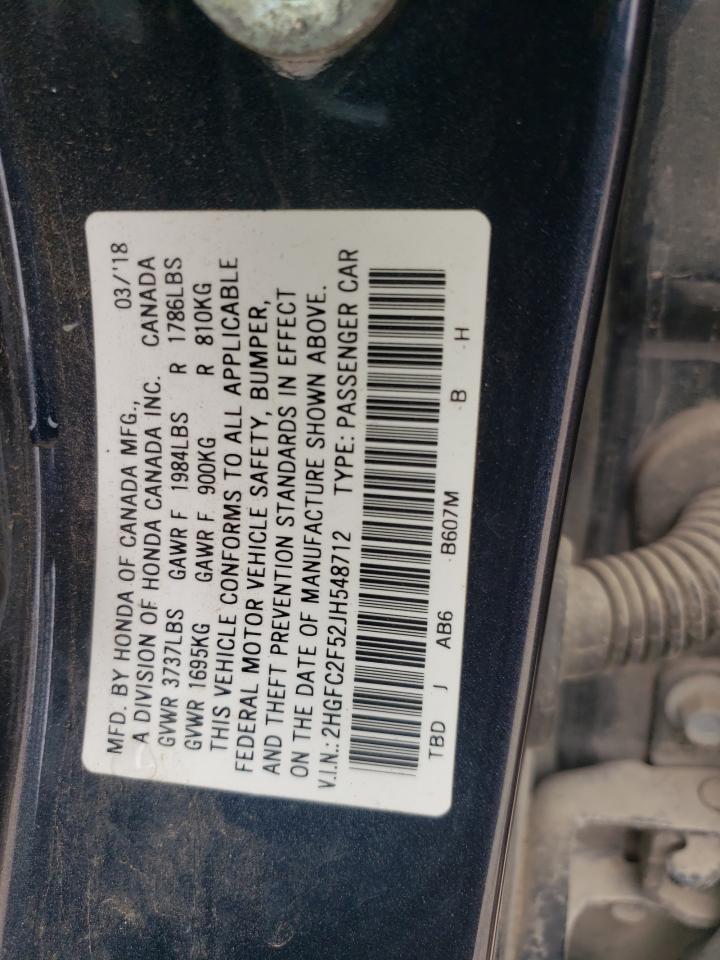 MFD. BY HONDA OF CANADA MFG., 03/'18
A DIVISION OF HONDA CANADA INC. CANADA
GVWR 3737LBS GAWR F 1984LBS R 1786LBS
GVWR 1695KG GAWR F 900KG R 810KG
THIS VEHICLE CONFORMS TO ALL APPLICABLE
FEDERAL MOTOR VEHICLE SAFETY, BUMPER,
AND THEFT PREVENTION STANDARDS IN EFFECT
ON THE DATE OF MANUFACTURE SHOWN ABOVE.
V.I.N.: 2HGFC2F52JH548712 TYPE: PASSENGER CAR
TBD J AB6 -B607M -B -H